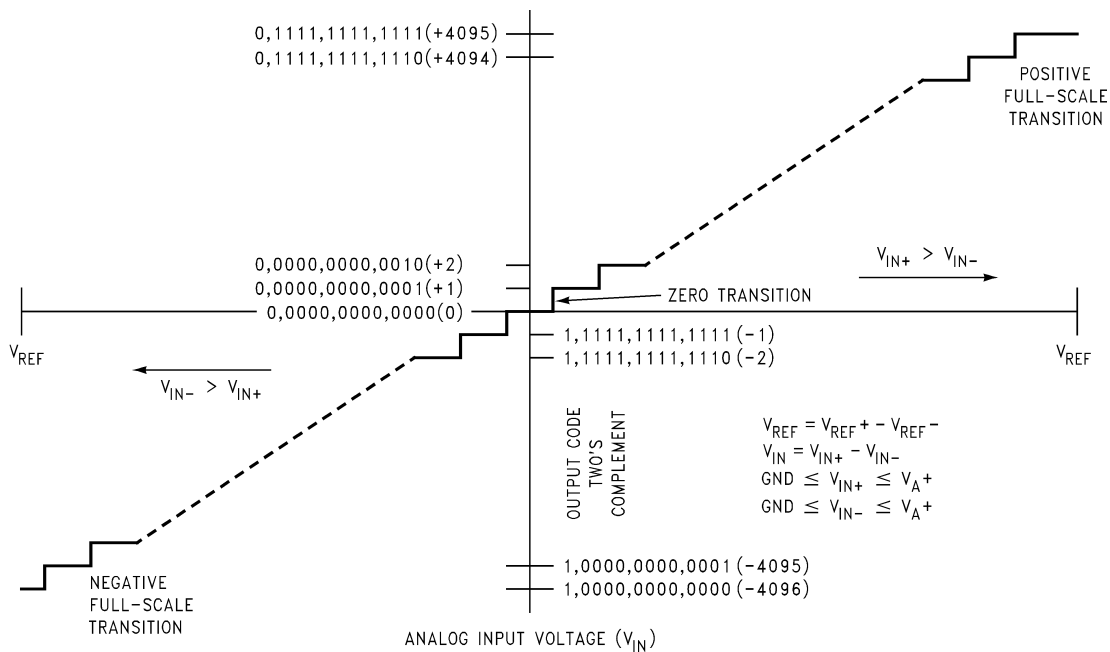 0,1111,1111,1111(+4095)
0,1111,1111,1110(+4094)
POSITIVE
FULL-SCALE
TRANSITION
0,0000,0000,0010(+2)
0,0000,0000,0001(+1)
0,0000,0000,0000(0)
V_IN+ > V_IN-
ZERO TRANSITION
1,1111,1111,1111(-1)
1,1111,1111,1110(-2)
V_REF
V_REF
V_IN- > V_IN+
OUTPUT CODE
TWO'S
COMPLEMENT
V_REF = V_REF+ - V_REF-
V_IN = V_IN+ - V_IN-
GND ≤ V_IN+ ≤ V_A+
GND ≤ V_IN- ≤ V_A+
1,0000,0000,0001(-4095)
1,0000,0000,0000(-4096)
NEGATIVE
FULL-SCALE
TRANSITION
ANALOG INPUT VOLTAGE (V_IN)